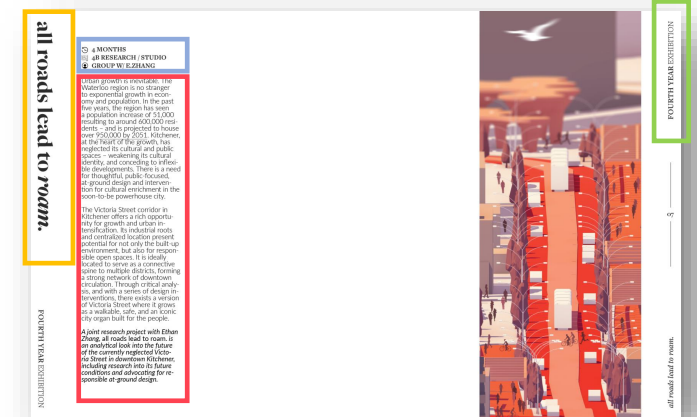 all roads lead to roam.
4 MONTHS
4B RESEARCH / STUDIO
GROUP W/ E.ZHANG
Urban growth is inevitable. The
Waterloo region is no stranger
to exponential growth in econ-
omy and population. In the past
five years, the region has seen
a population increase of 51,000
resulting to around 600,000 resi-
dents – and is projected to house
over 950,000 by 2051. Kitchener,
at the heart of the growth, has
neglected its cultural and public
spaces – weakening its cultural
identity, and conceding to inflexi-
ble developments. There is a need
for thoughtful, public-focused,
at-ground design and interven-
tion for cultural enrichment in the
soon-to-be powerhouse city.
The Victoria Street corridor in
Kitchener offers a rich opportu-
nity for growth and urban in-
tensification. Its industrial roots
and centralized location present
potential for not only the built-up
environment, but also for respon-
sible open spaces. It is ideally
located to serve as a connective
spine to multiple districts, forming
a strong network of downtown
circulation. Through critical analy-
sis, and with a series of design in-
terventions, there exists a version
of Victoria Street where it grows
as a walkable, safe, and an iconic
city organ built for the people.
A joint research project with Ethan
Zhang, all roads lead to roam. is
an analytical look into the future
of the currently neglected Victo-
ria Street in downtown Kitchener,
including research into its future
conditions and advocating for re-
sponsible at-ground design.
FOURTH YEAR EXHIBITION
FOURTH YEAR EXHIBITION
all roads lead to roam.